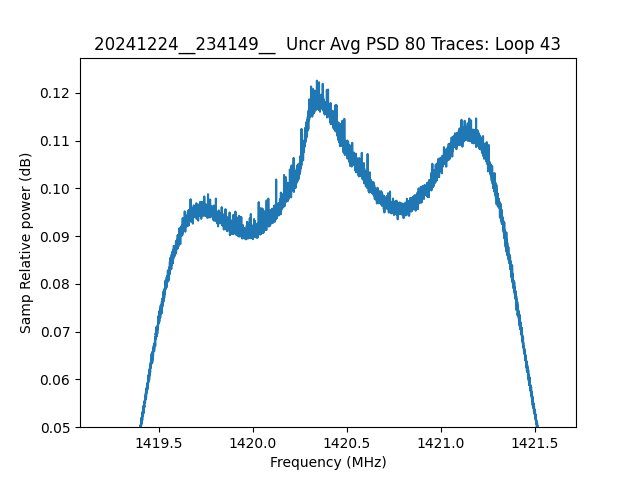 20241224__234149__  Uncr Avg PSD 80 Traces: Loop 43
Samp Relative power (dB)
0.12
0.11
0.10
0.09
0.08
0.07
0.06
0.05
1419.5 1420.0 1420.5 1421.0 1421.5
Frequency (MHz)